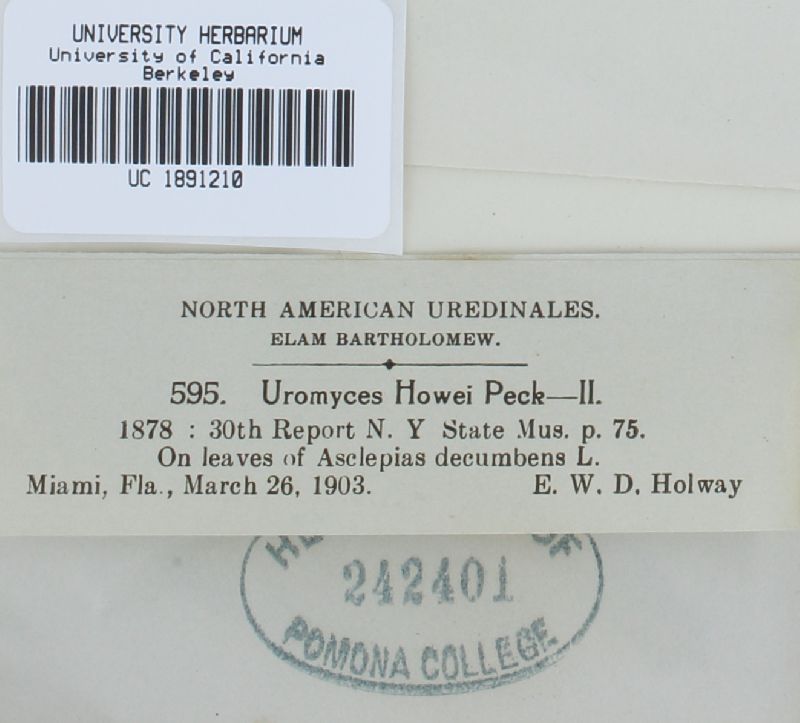 UNIVERSITY HERBARIUM
University of California
Berkeley
UC 1891210
NORTH AMERICAN UREDINALES.
ELAM BARTHOLOMEW.
595. Uromyces Howei Peck—II.
1878 : 30th Report N. Y State Mus. p. 75.
On leaves of Asclepias decumbens L.
Miami, Fla., March 26, 1903. E. W. D. Holway
242401
POMONA COLLEGE